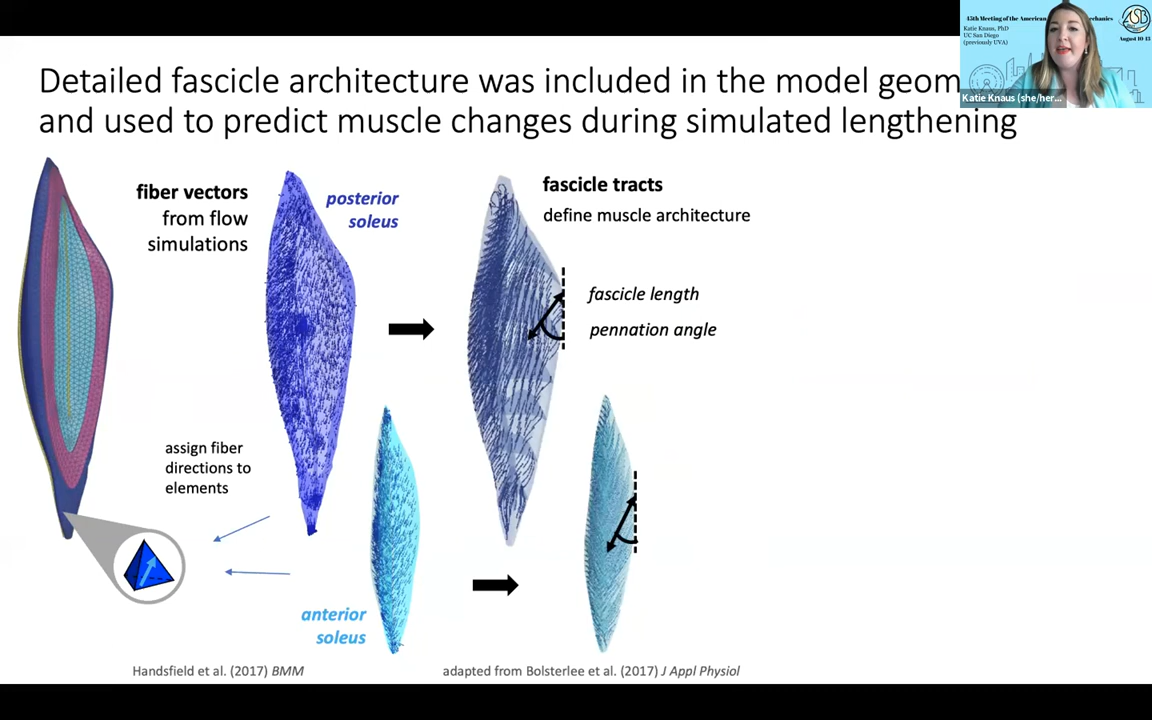 45th Meeting of the American
chanics
Katie Knaus, PhD
UC San Diego
(previously UVA)
ASB
August 10-13
Katie Knaus (she/her...
Detailed fascicle architecture was included in the model geom
and used to predict muscle changes during simulated lengthening
fiber vectors
from flow
simulations
posterior
soleus
fascicle tracts
define muscle architecture
fascicle length
pennation angle
assign fiber
directions to
elements
anterior
soleus
Handsfield et al. (2017) BMM
adapted from Bolsterlee et al. (2017) J Appl Physiol